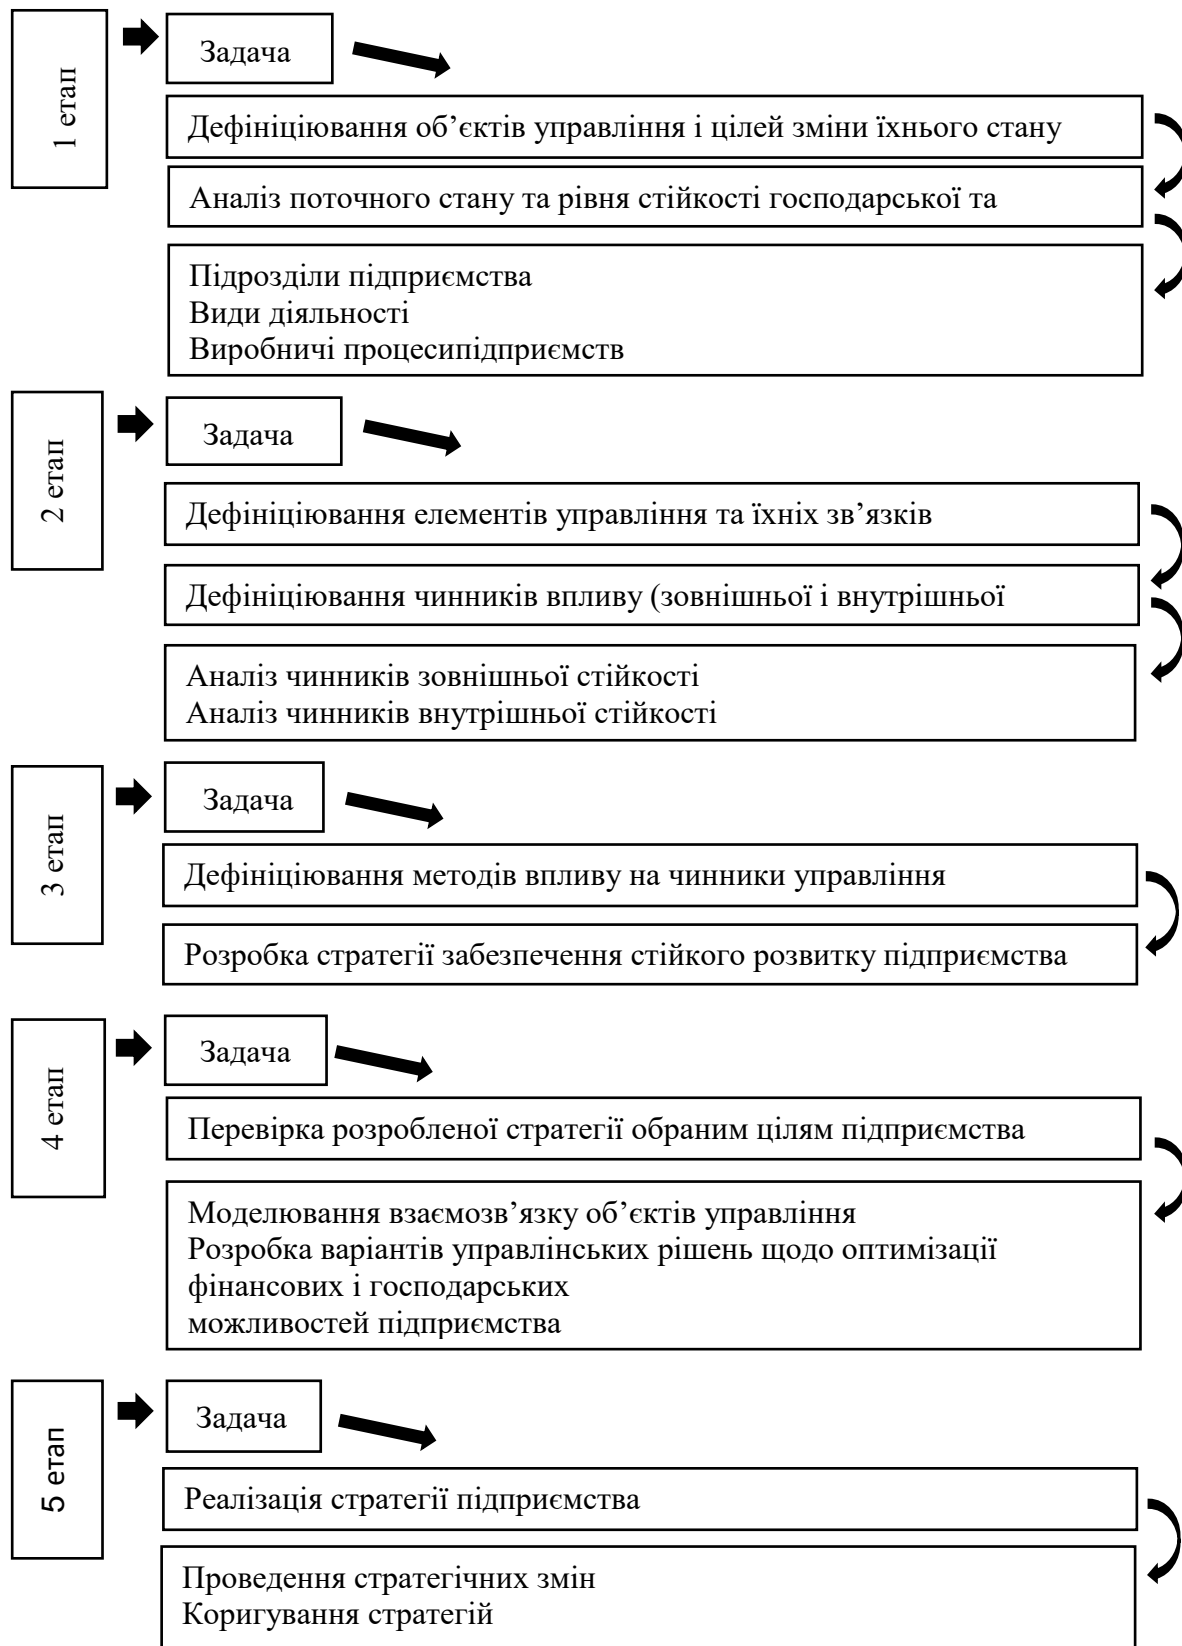 1 етап
Задача
Дефініціювання об’єктів управління і цілей зміни їхнього стану
Аналіз поточного стану та рівня стійкості господарської та
Підрозділи підприємства
Види діяльності
Виробничі процесипідприємств
2 етап
Задача
Дефініціювання елементів управління та їхніх зв’язків
Дефініціювання чинників впливу (зовнішньої і внутрішньої
Аналіз чинників зовнішньої стійкості
Аналіз чинників внутрішньої стійкості
3 етап
Задача
Дефініціювання методів впливу на чинники управління
Розробка стратегії забезпечення стійкого розвитку підприємства
4 етап
Задача
Перевірка розробленої стратегії обраним цілям підприємства
Моделювання взаємозв’язку об’єктів управління
Розробка варіантів управлінських рішень щодо оптимізації
фінансових і господарських
можливостей підприємства
5 етап
Задача
Реалізація стратегії підприємства
Проведення стратегічних змін
Коригування стратегій